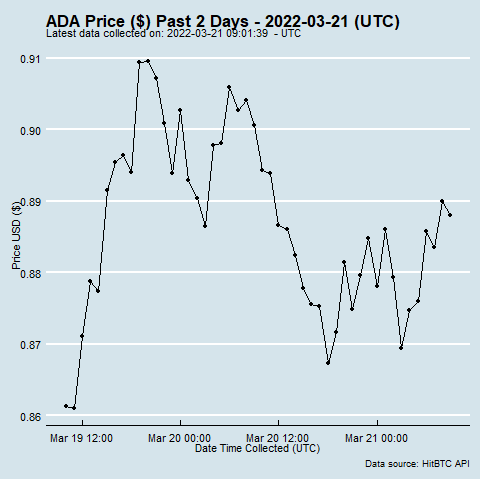 ADA Price ($) Past 2 Days - 2022-03-21 (UTC)
Latest data collected on: 2022-03-21 09:01:39 - UTC
0.91
0.90
0.89
0.88
0.87
0.86
Price USD ($)
Mar 19 12:00 Mar 20 00:00 Mar 20 12:00 Mar 21 00:00
Date Time Collected (UTC)
Data source: HitBTC API